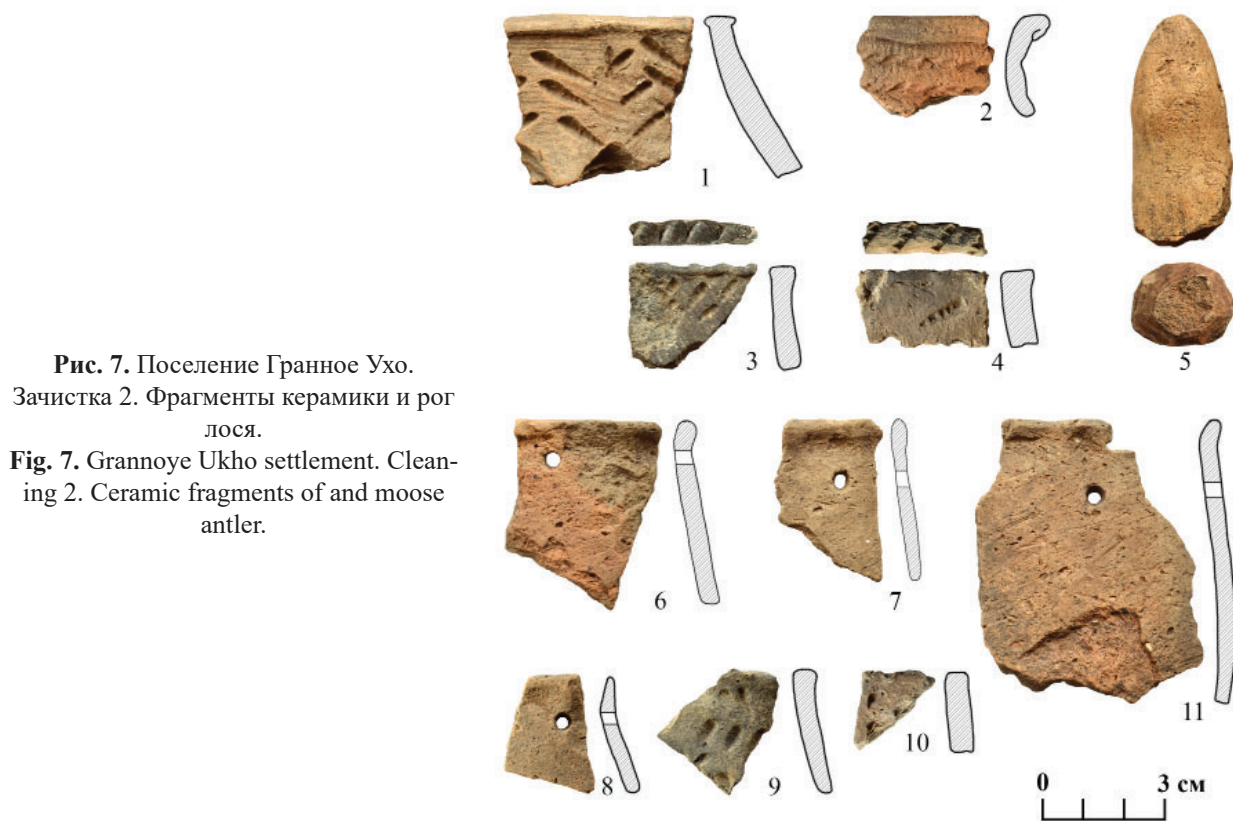 Рис. 7. Поселение Гранное Ухо.
Зачистка 2. Фрагменты керамики и рог
лося.
Fig. 7. Grannoye Ukho settlement. Clean-
ing 2. Ceramic fragments of and moose
antler.
1
2
3
4
5
6
7
8
9
10
11
0 3 см